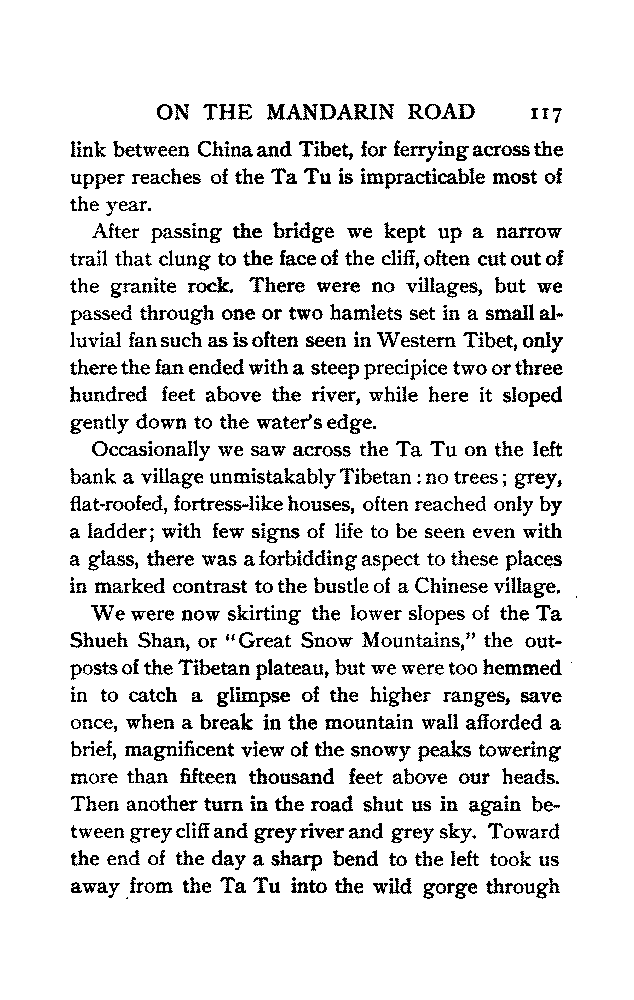 ON THE MANDARIN ROAD 117
link between China and Tibet, for ferrying across the
upper reaches of the Ta Tu is impracticable most of
the year.
After passing the bridge we kept up a narrow
trail that clung to the face of the cliff, often cut out of
the granite rock. There were no villages, but we
passed through one or two hamlets set in a small al-
luvial fan such as is often seen in Western Tibet, only
there the fan ended with a steep precipice two or three
hundred feet above the river, while here it sloped
gently down to the water's edge.
Occasionally we saw across the Ta Tu on the left
bank a village unmistakably Tibetan: no trees; grey,
flat-roofed, fortress-like houses, often reached only by
a ladder; with few signs of life to be seen even with
a glass, there was a forbidding aspect to these places
in marked contrast to the bustle of a Chinese village.
We were now skirting the lower slopes of the Ta
Shueh Shan, or "Great Snow Mountains," the out-
posts of the Tibetan plateau, but we were too hemmed
in to catch a glimpse of the higher ranges, save
once, when a break in the mountain wall afforded a
brief, magnificent view of the snowy peaks towering
more than fifteen thousand feet above our heads.
Then another turn in the road shut us in again be-
tween grey cliff and grey river and grey sky. Toward
the end of the day a sharp bend to the left took us
away from the Ta Tu into the wild gorge through